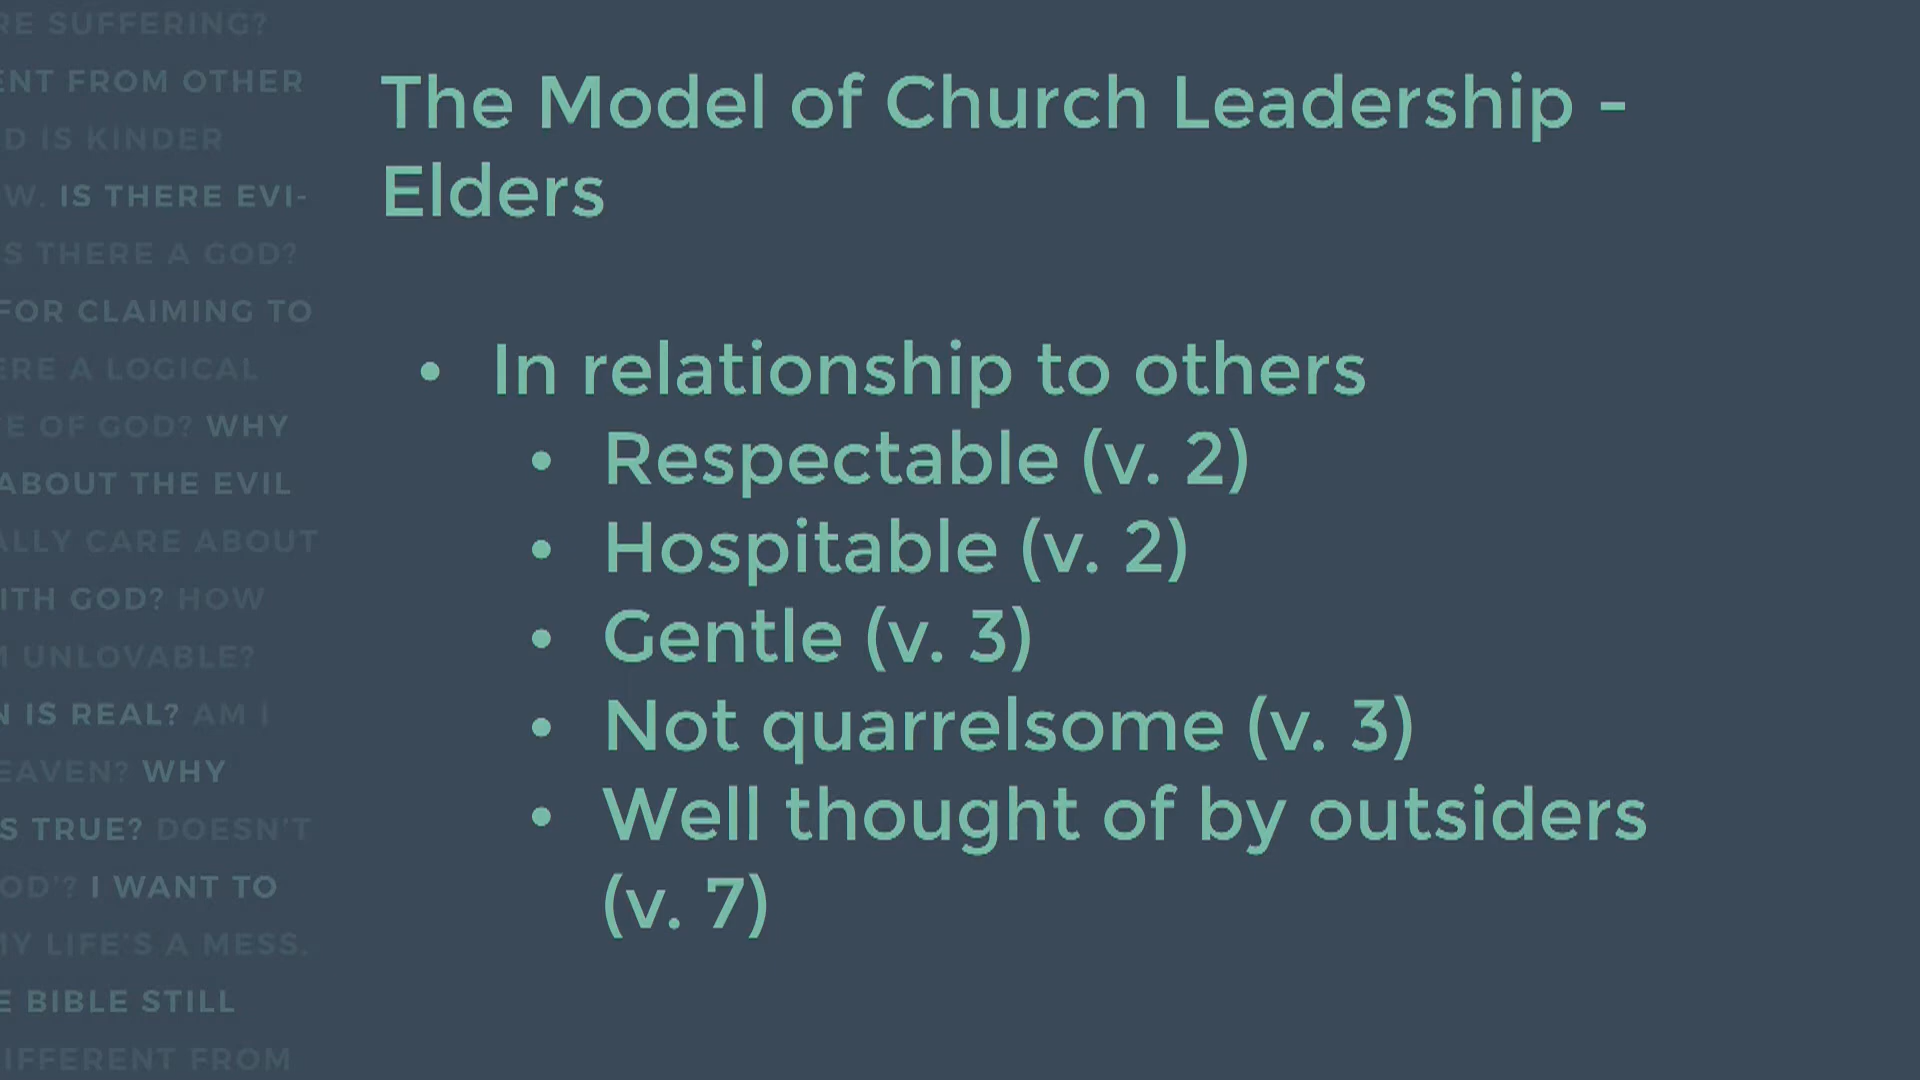 The Model of Church Leadership -
Elders
• In relationship to others
• Respectable (v. 2)
• Hospitable (v. 2)
• Gentle (v. 3)
• Not quarrelsome (v. 3)
• Well thought of by outsiders
(v. 7)
RE SUFFERING?
ENT FROM OTHER
D IS KINDER
W. IS THERE EVI-
S THERE A GOD?
FOR CLAIMING TO
ERE A LOGICAL
E OF GOD? WHY
ABOUT THE EVIL
ALLY CARE ABOUT
ITH GOD? HOW
M UNLOVABLE?
N IS REAL? AM I
EAVEN? WHY
S TRUE? DOESN'T
OD'? I WANT TO
MY LIFE'S A MESS.
E BIBLE STILL
IFFERENT FROM